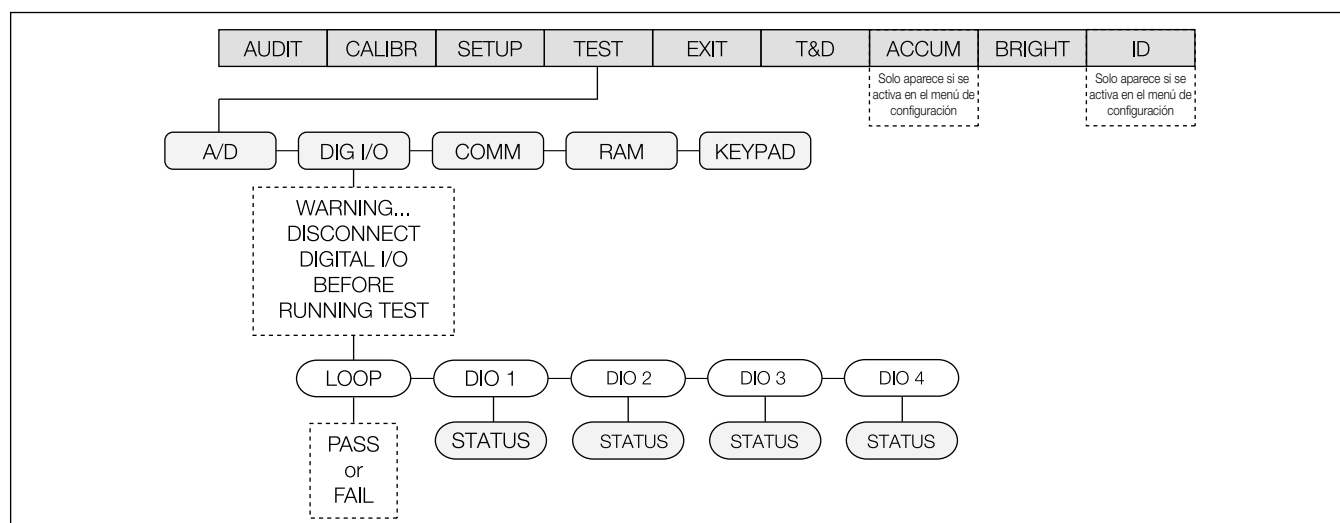 AUDIT CALIBR SETUP TEST EXIT T&D ACCUM BRIGHT ID
Solo aparece si se
activa en el menú de
configuración
Solo aparece si se
activa en el menú de
configuración
A/D DIG I/O COMM RAM KEYPAD
WARNING...
DISCONNECT
DIGITAL I/O
BEFORE
RUNNING TEST
LOOP DIO 1 DIO 2 DIO 3 DIO 4
STATUS STATUS STATUS STATUS
PASS
or
FAIL